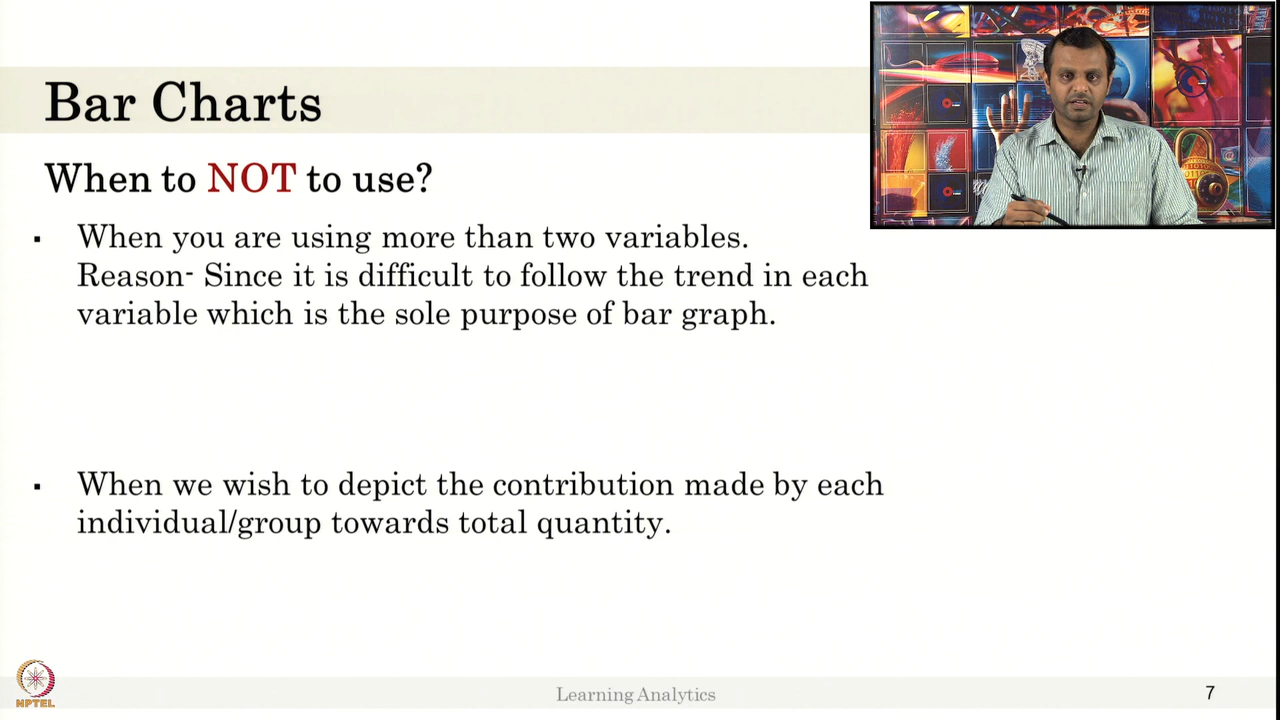 Bar Charts
When to NOT to use?
▪ When you are using more than two variables.
Reason- Since it is difficult to follow the trend in each
variable which is the sole purpose of bar graph.
▪ When we wish to depict the contribution made by each
individual/group towards total quantity.
NPTEL
Learning Analytics
7